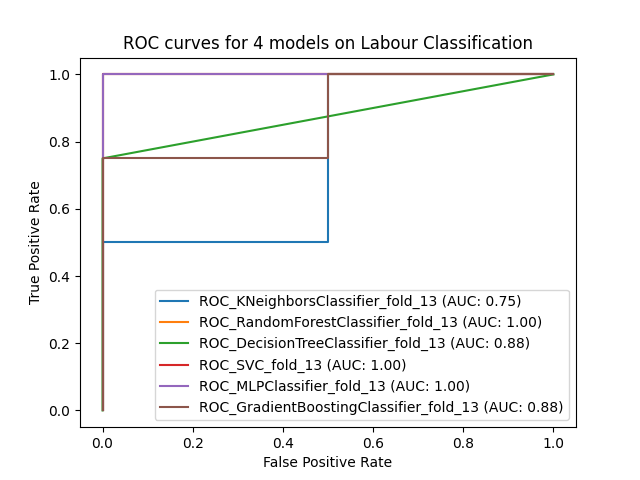 ROC curves for 4 models on Labour Classification
1.0
0.8
0.6
0.4
0.2
0.0
True Positive Rate
ROC_KNeighborsClassifier_fold_13 (AUC: 0.75)
ROC_RandomForestClassifier_fold_13 (AUC: 1.00)
ROC_DecisionTreeClassifier_fold_13 (AUC: 0.88)
ROC_SVC_fold_13 (AUC: 1.00)
ROC_MLPClassifier_fold_13 (AUC: 1.00)
ROC_GradientBoostingClassifier_fold_13 (AUC: 0.88)
0.0 0.2 0.4 0.6 0.8 1.0
False Positive Rate